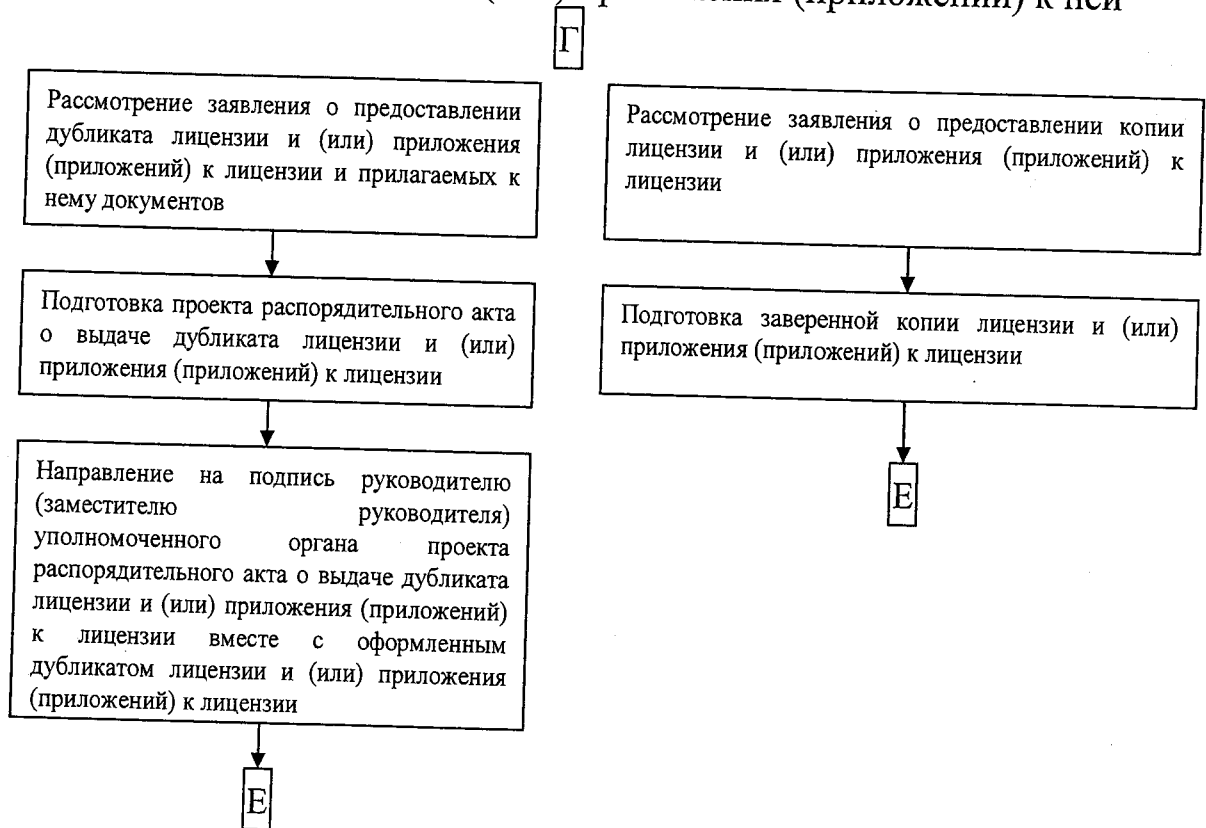 (приложений) к ней
Г
Рассмотрение заявления о предоставлении
дубликата лицензии и (или) приложения
(приложений) к лицензии и прилагаемых к
нему документов
Рассмотрение заявления о предоставлении копии
лицензии и (или) приложения (приложений) к
лицензии
Подготовка проекта распорядительного акта
о выдаче дубликата лицензии и (или)
приложения (приложений) к лицензии
Подготовка заверенной копии лицензии и (или)
приложения (приложений) к лицензии
Направление на подпись руководителю
(заместителю руководителя)
уполномоченного органа проекта
распорядительного акта о выдаче дубликата
лицензии и (или) приложения (приложений)
к лицензии вместе с оформленным
дубликатом лицензии и (или) приложения
(приложений) к лицензии
Е
Е